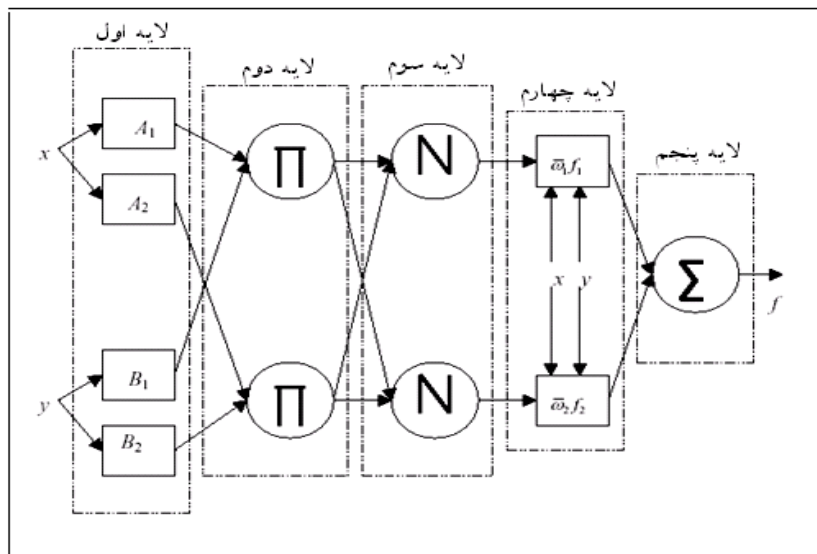 لایه اول
لایه دوم
لایه سوم
لایه چهارم
لایه پنجم
x
A₁
A₂
y
B₁
B₂
∏
∏
N
N
ω̅₁f₁
x
y
ω̅₂f₂
Σ
f